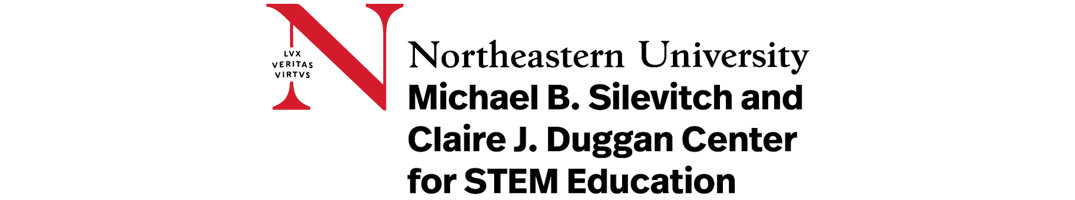 LVX
VERITAS
VIRTVS
Northeastern University
Michael B. Silevitch and
Claire J. Duggan Center
for STEM Education